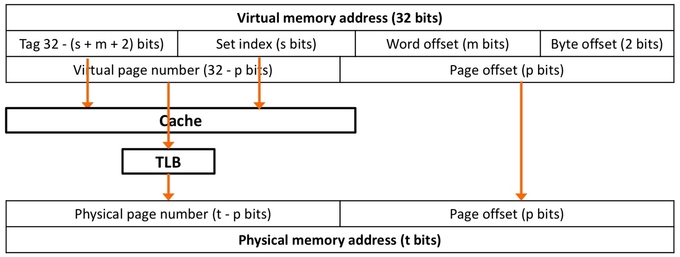 Virtual memory address (32 bits)
Tag 32 - (s + m + 2) bits) Set index (s bits) Word offset (m bits) Byte offset (2 bits)
Virtual page number (32 - p bits) Page offset (p bits)
Cache
TLB
Physical page number (t - p bits) Page offset (p bits)
Physical memory address (t bits)